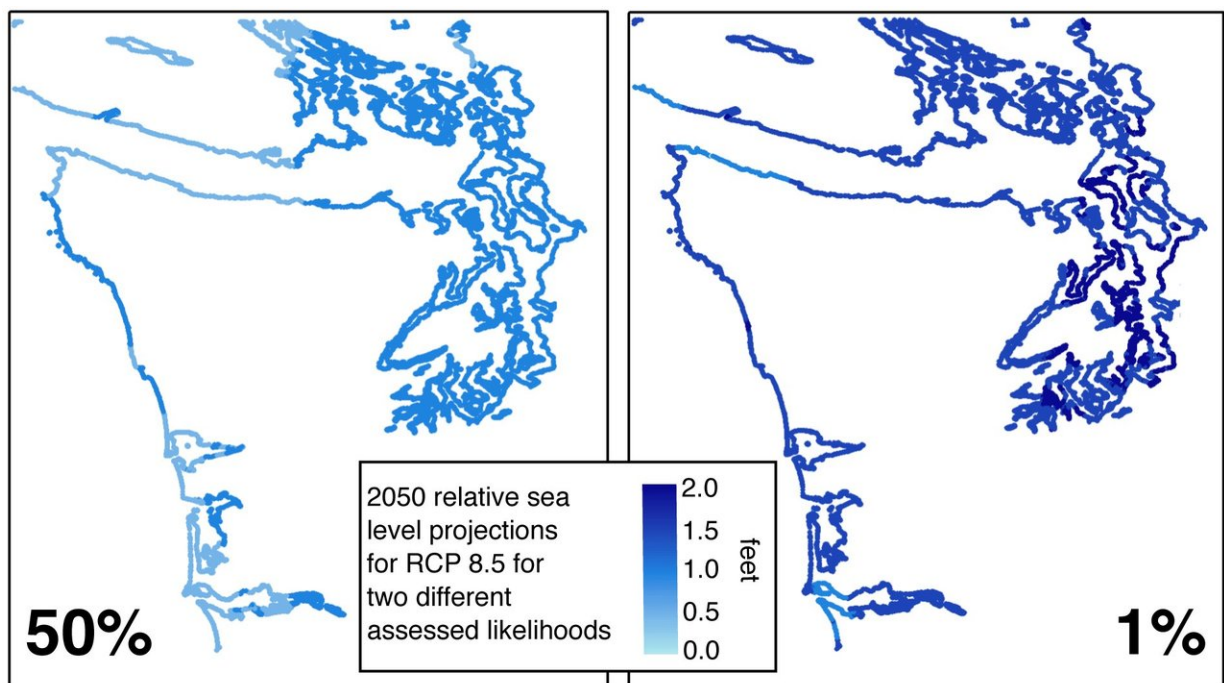 50%
2050 relative sea
level projections
for RCP 8.5 for
two different
assessed likelihoods
2.0
1.5
1.0
0.5
0.0
feet
1%